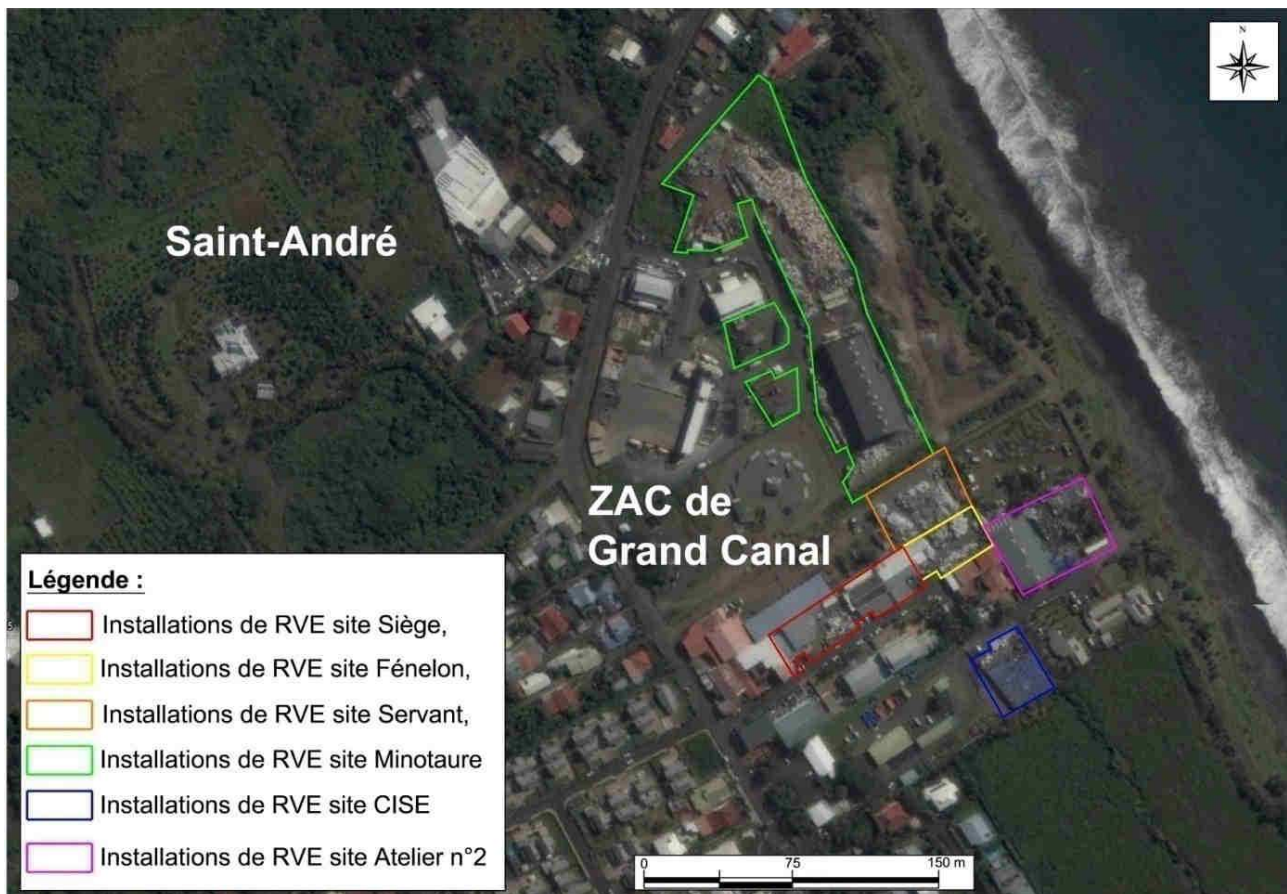 N
Saint-André
ZAC de
Grand Canal
Légende :
Installations de RVE site Siège,
Installations de RVE site Fénelon,
Installations de RVE site Servant,
Installations de RVE site Minotaure
Installations de RVE site CISE
Installations de RVE site Atelier n°2
0 75 150 m